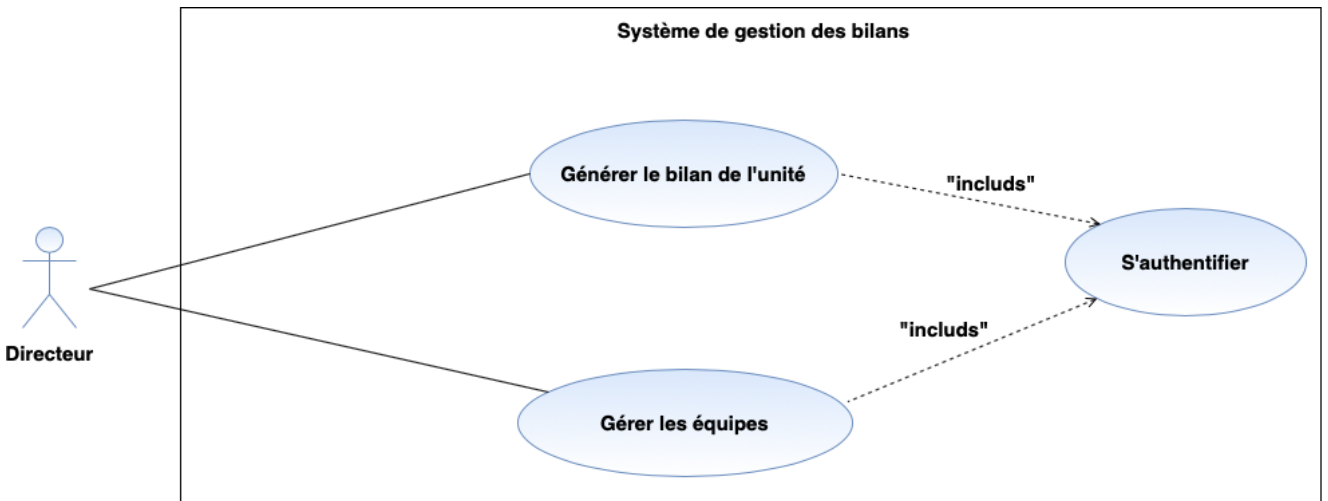 Système de gestion des bilans
Générer le bilan de l'unité
"includs"
S'authentifier
"includs"
Directeur
Gérer les équipes